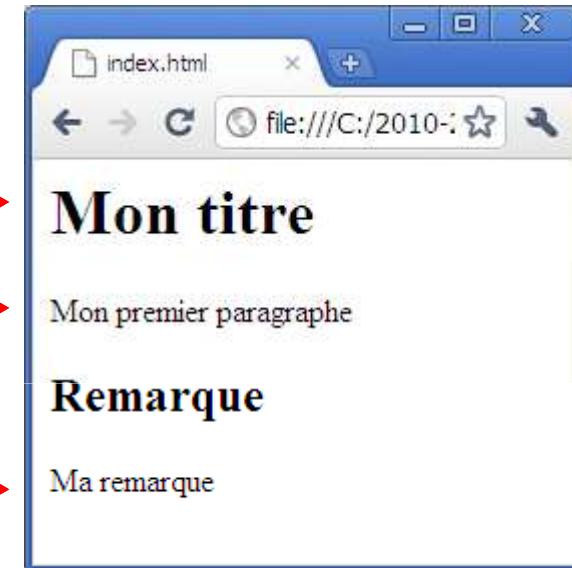 index.html
file:///C:/2010-
Mon titre
Mon premier paragraphe
Remarque
Ma remarque